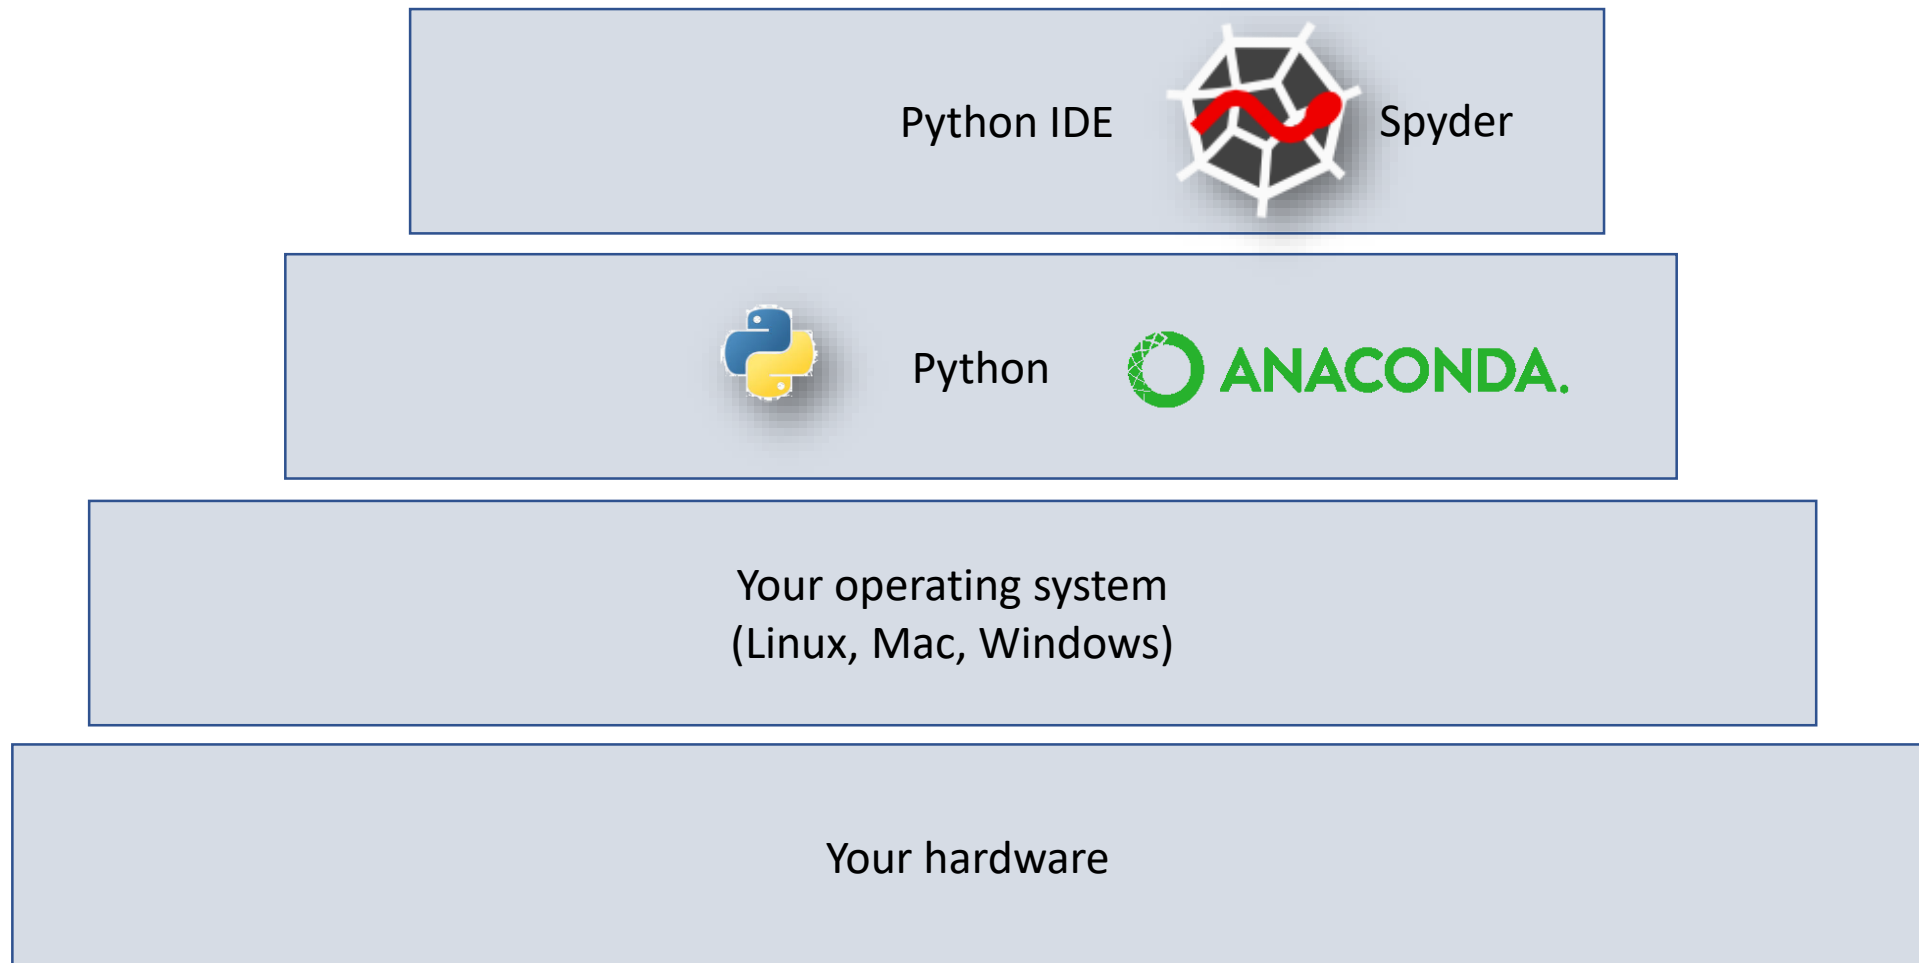 Python IDE Spyder
Python ANACONDA.
Your operating system
(Linux, Mac, Windows)
Your hardware